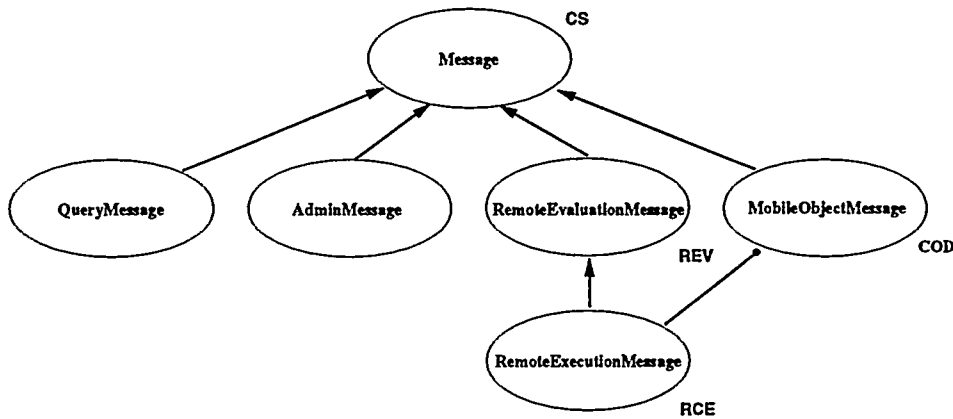 CS
Message
QueryMessage
AdminMessage
RemoteEvaluationMessage
MobileObjectMessage
REV
COD
RemoteExecutionMessage
RCE